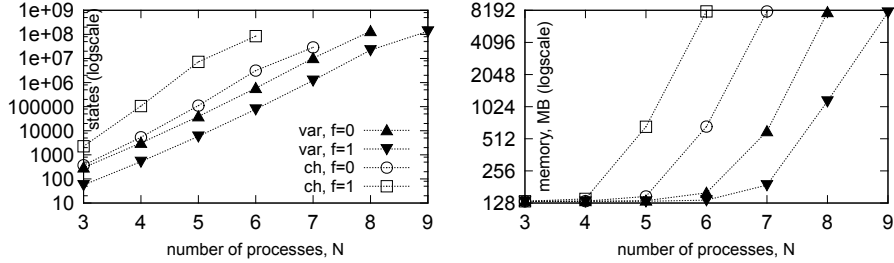 1e+09
1e+08
1e+07
1e+06
100000
10000
1000
100
10
states (logscale)
var, f=0
var, f=1
ch, f=0
ch, f=1
3 4 5 6 7 8 9
number of processes, N
8192
4096
2048
1024
512
256
128
memory, MB (logscale)
3 4 5 6 7 8 9
number of processes, N